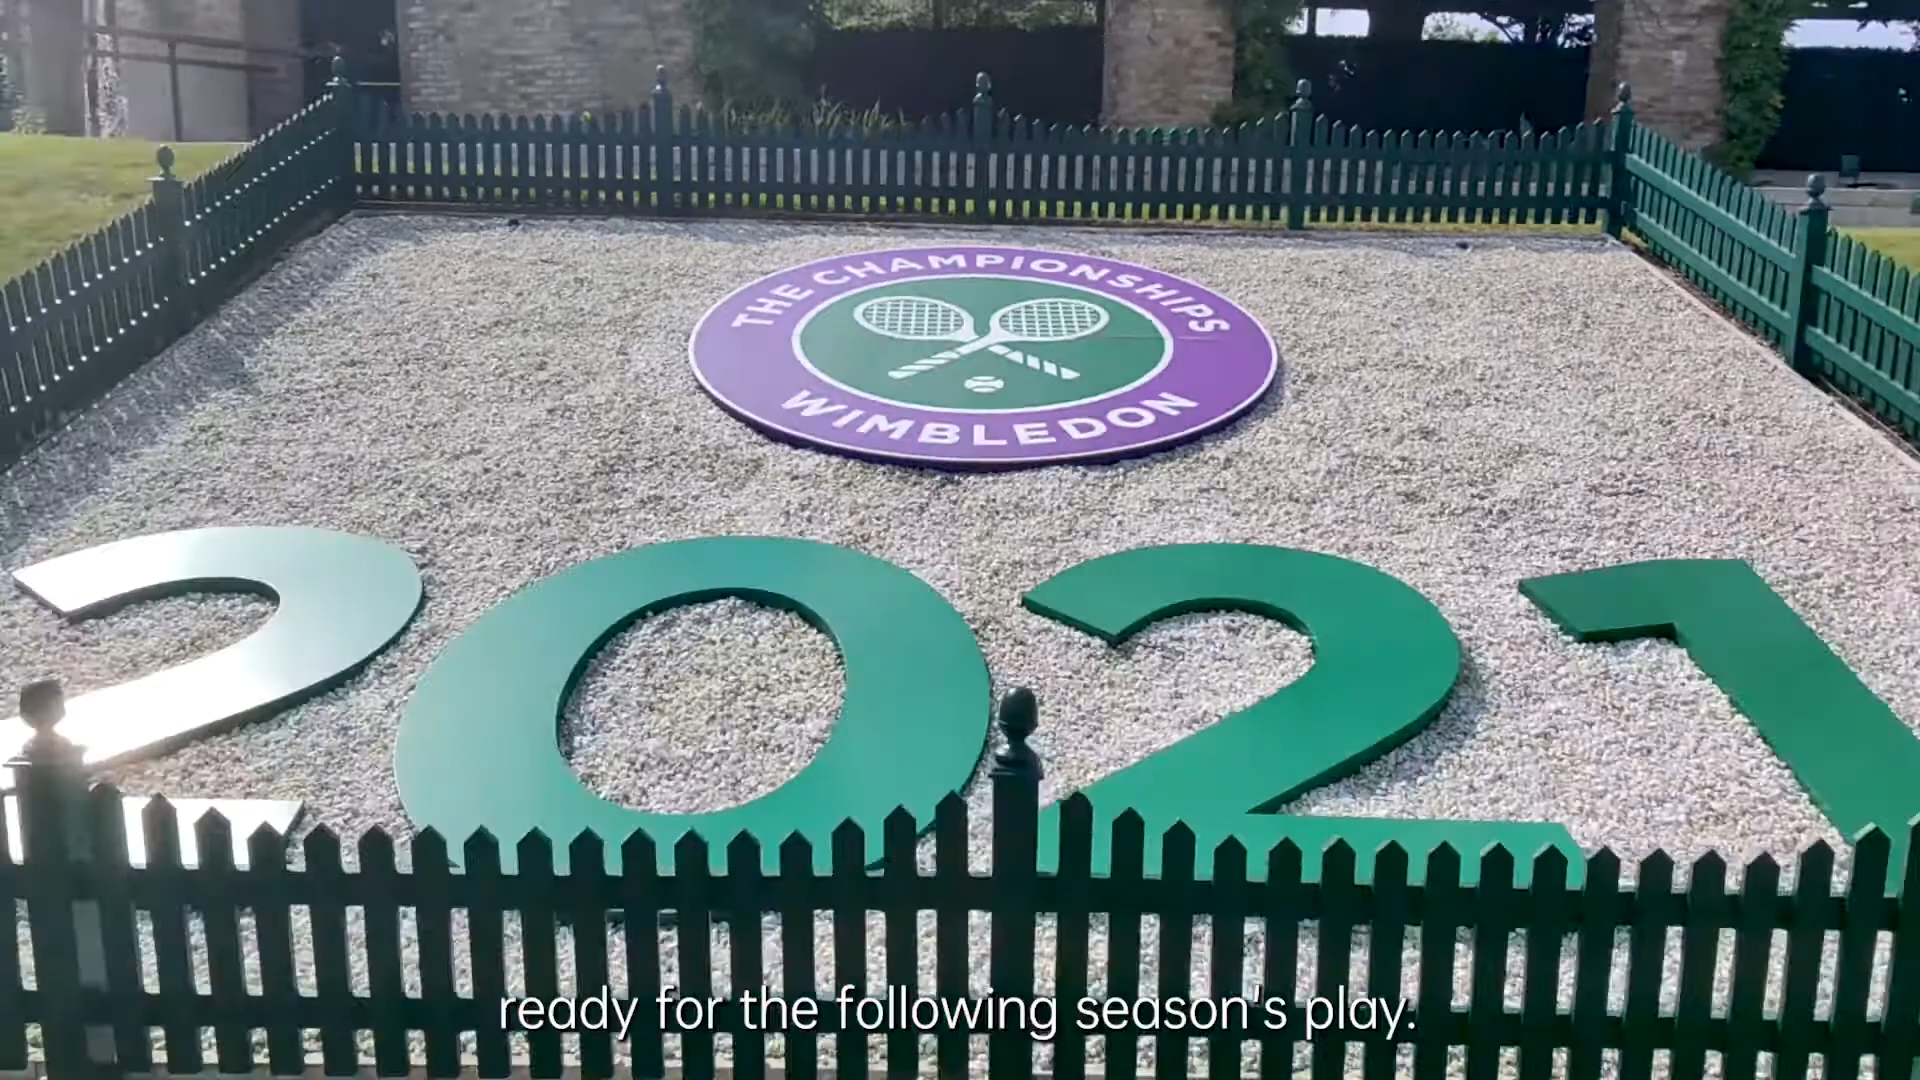 THE CHAMPIONSHIPS
WIMBLEDON
2021
ready for the following season's play.